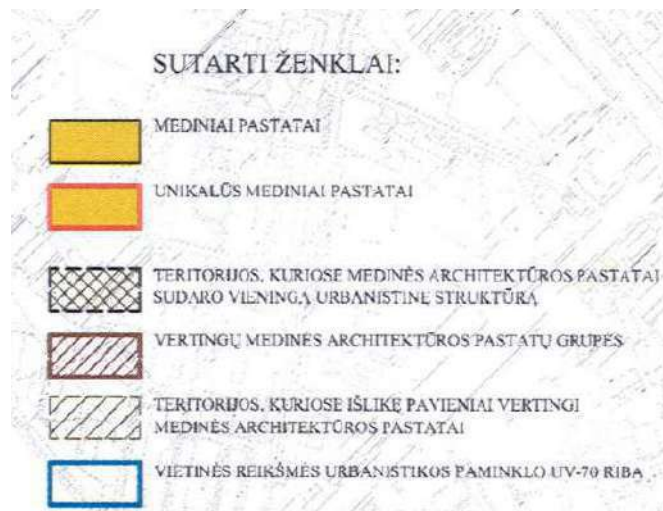 SUTARTI ŽENKLAI:
MEDINIAI PASTATAI
UNIKALŪS MEDINIAI PASTATAI
TERITORIJOS, KURIOSE MEDINĖS ARCHITEKTŪROS PASTATAI
SUDARO VIENINGĄ URBANISTINĘ STRUKTŪRĄ
VERTINGŲ MEDINĖS ARCHITEKTŪROS PASTATŲ GRUPĖS
TERITORIJOS, KURIOSE IŠLIKĘ PAVIENIAI VERTINGI
MEDINĖS ARCHITEKTŪROS PASTATAI
VIETINĖS REIKŠMĖS URBANISTIKOS PAMINKLO UV-70 RIBA